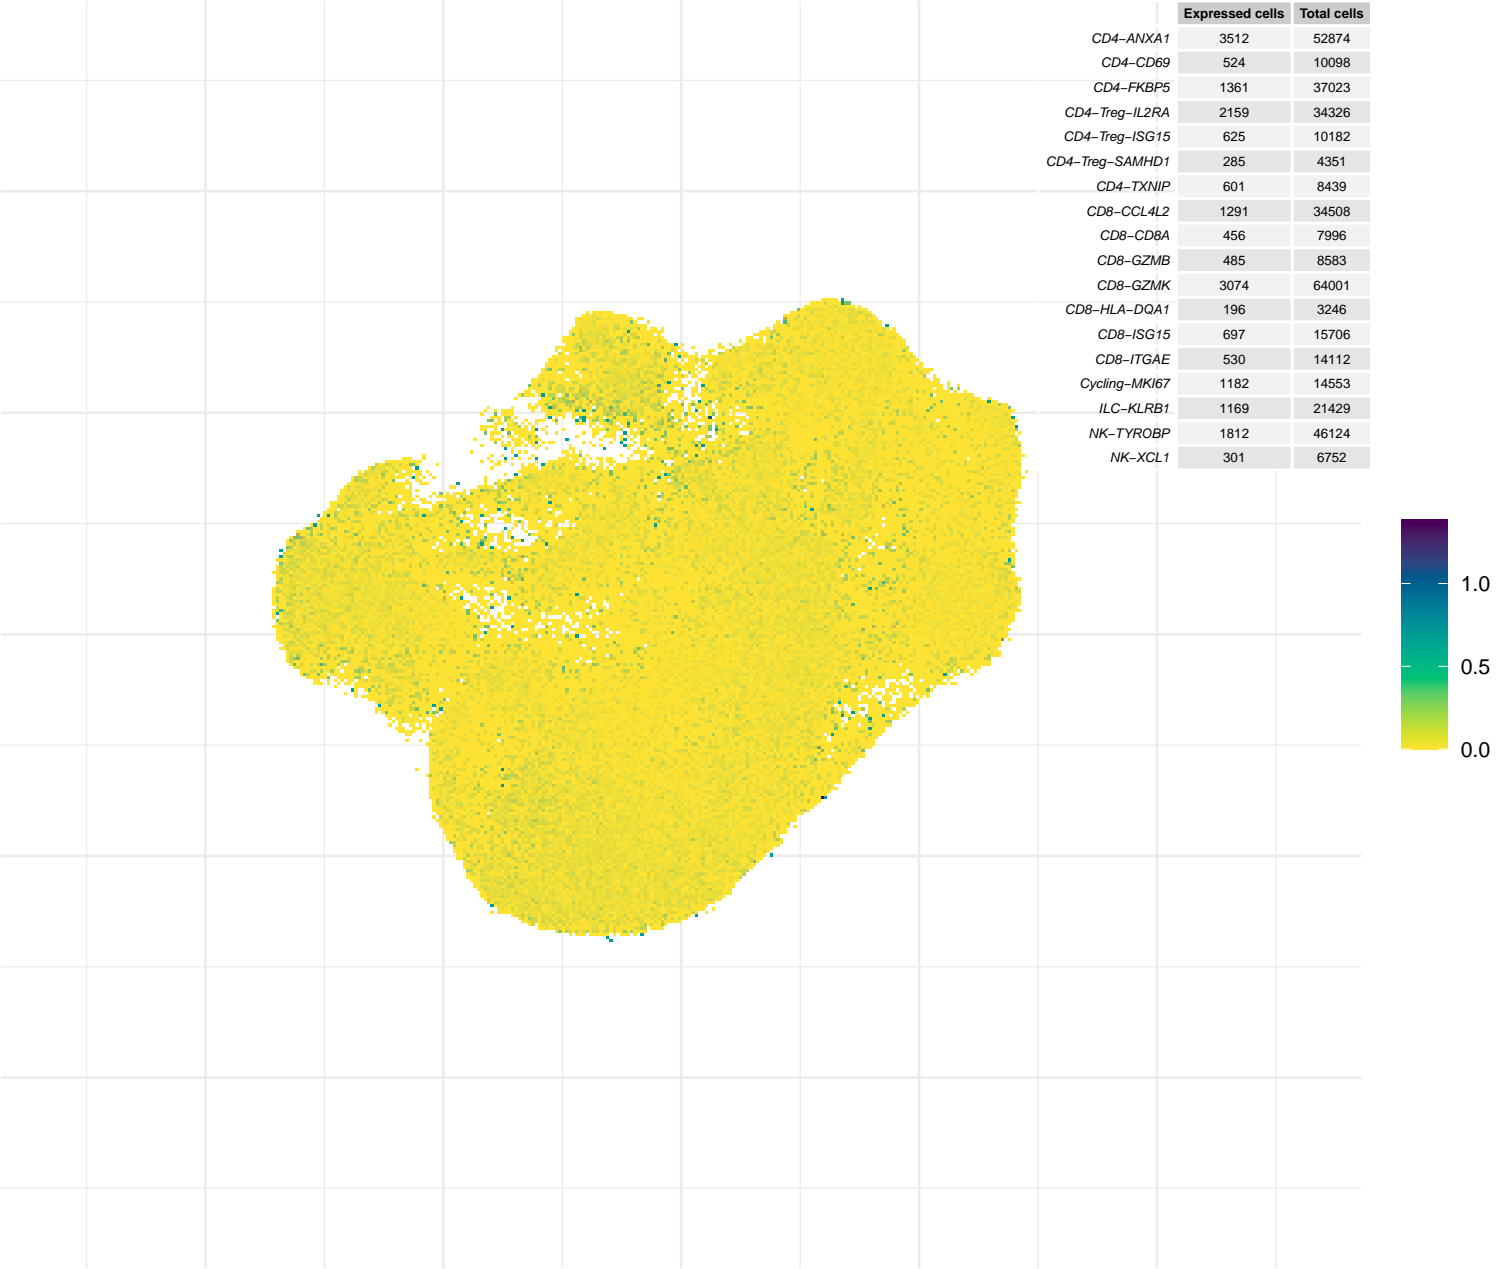 Expressed cells Total cells
CD4−ANXA1 3512 52874
CD4−CD69 524 10098
CD4−FKBP5 1361 37023
CD4−Treg−IL2RA 2159 34326
CD4−Treg−ISG15 625 10182
CD4−Treg−SAMHD1 285 4351
CD4−TXNIP 601 8439
CD8−CCL4L2 1291 34508
CD8−CD8A 456 7996
CD8−GZMB 485 8583
CD8−GZMK 3074 64001
CD8−HLA−DQA1 196 3246
CD8−ISG15 697 15706
CD8−ITGAE 530 14112
Cycling−MKI67 1182 14553
ILC−KLRB1 1169 21429
NK−TYROBP 1812 46124
NK−XCL1 301 6752
1.0
0.5
0.0